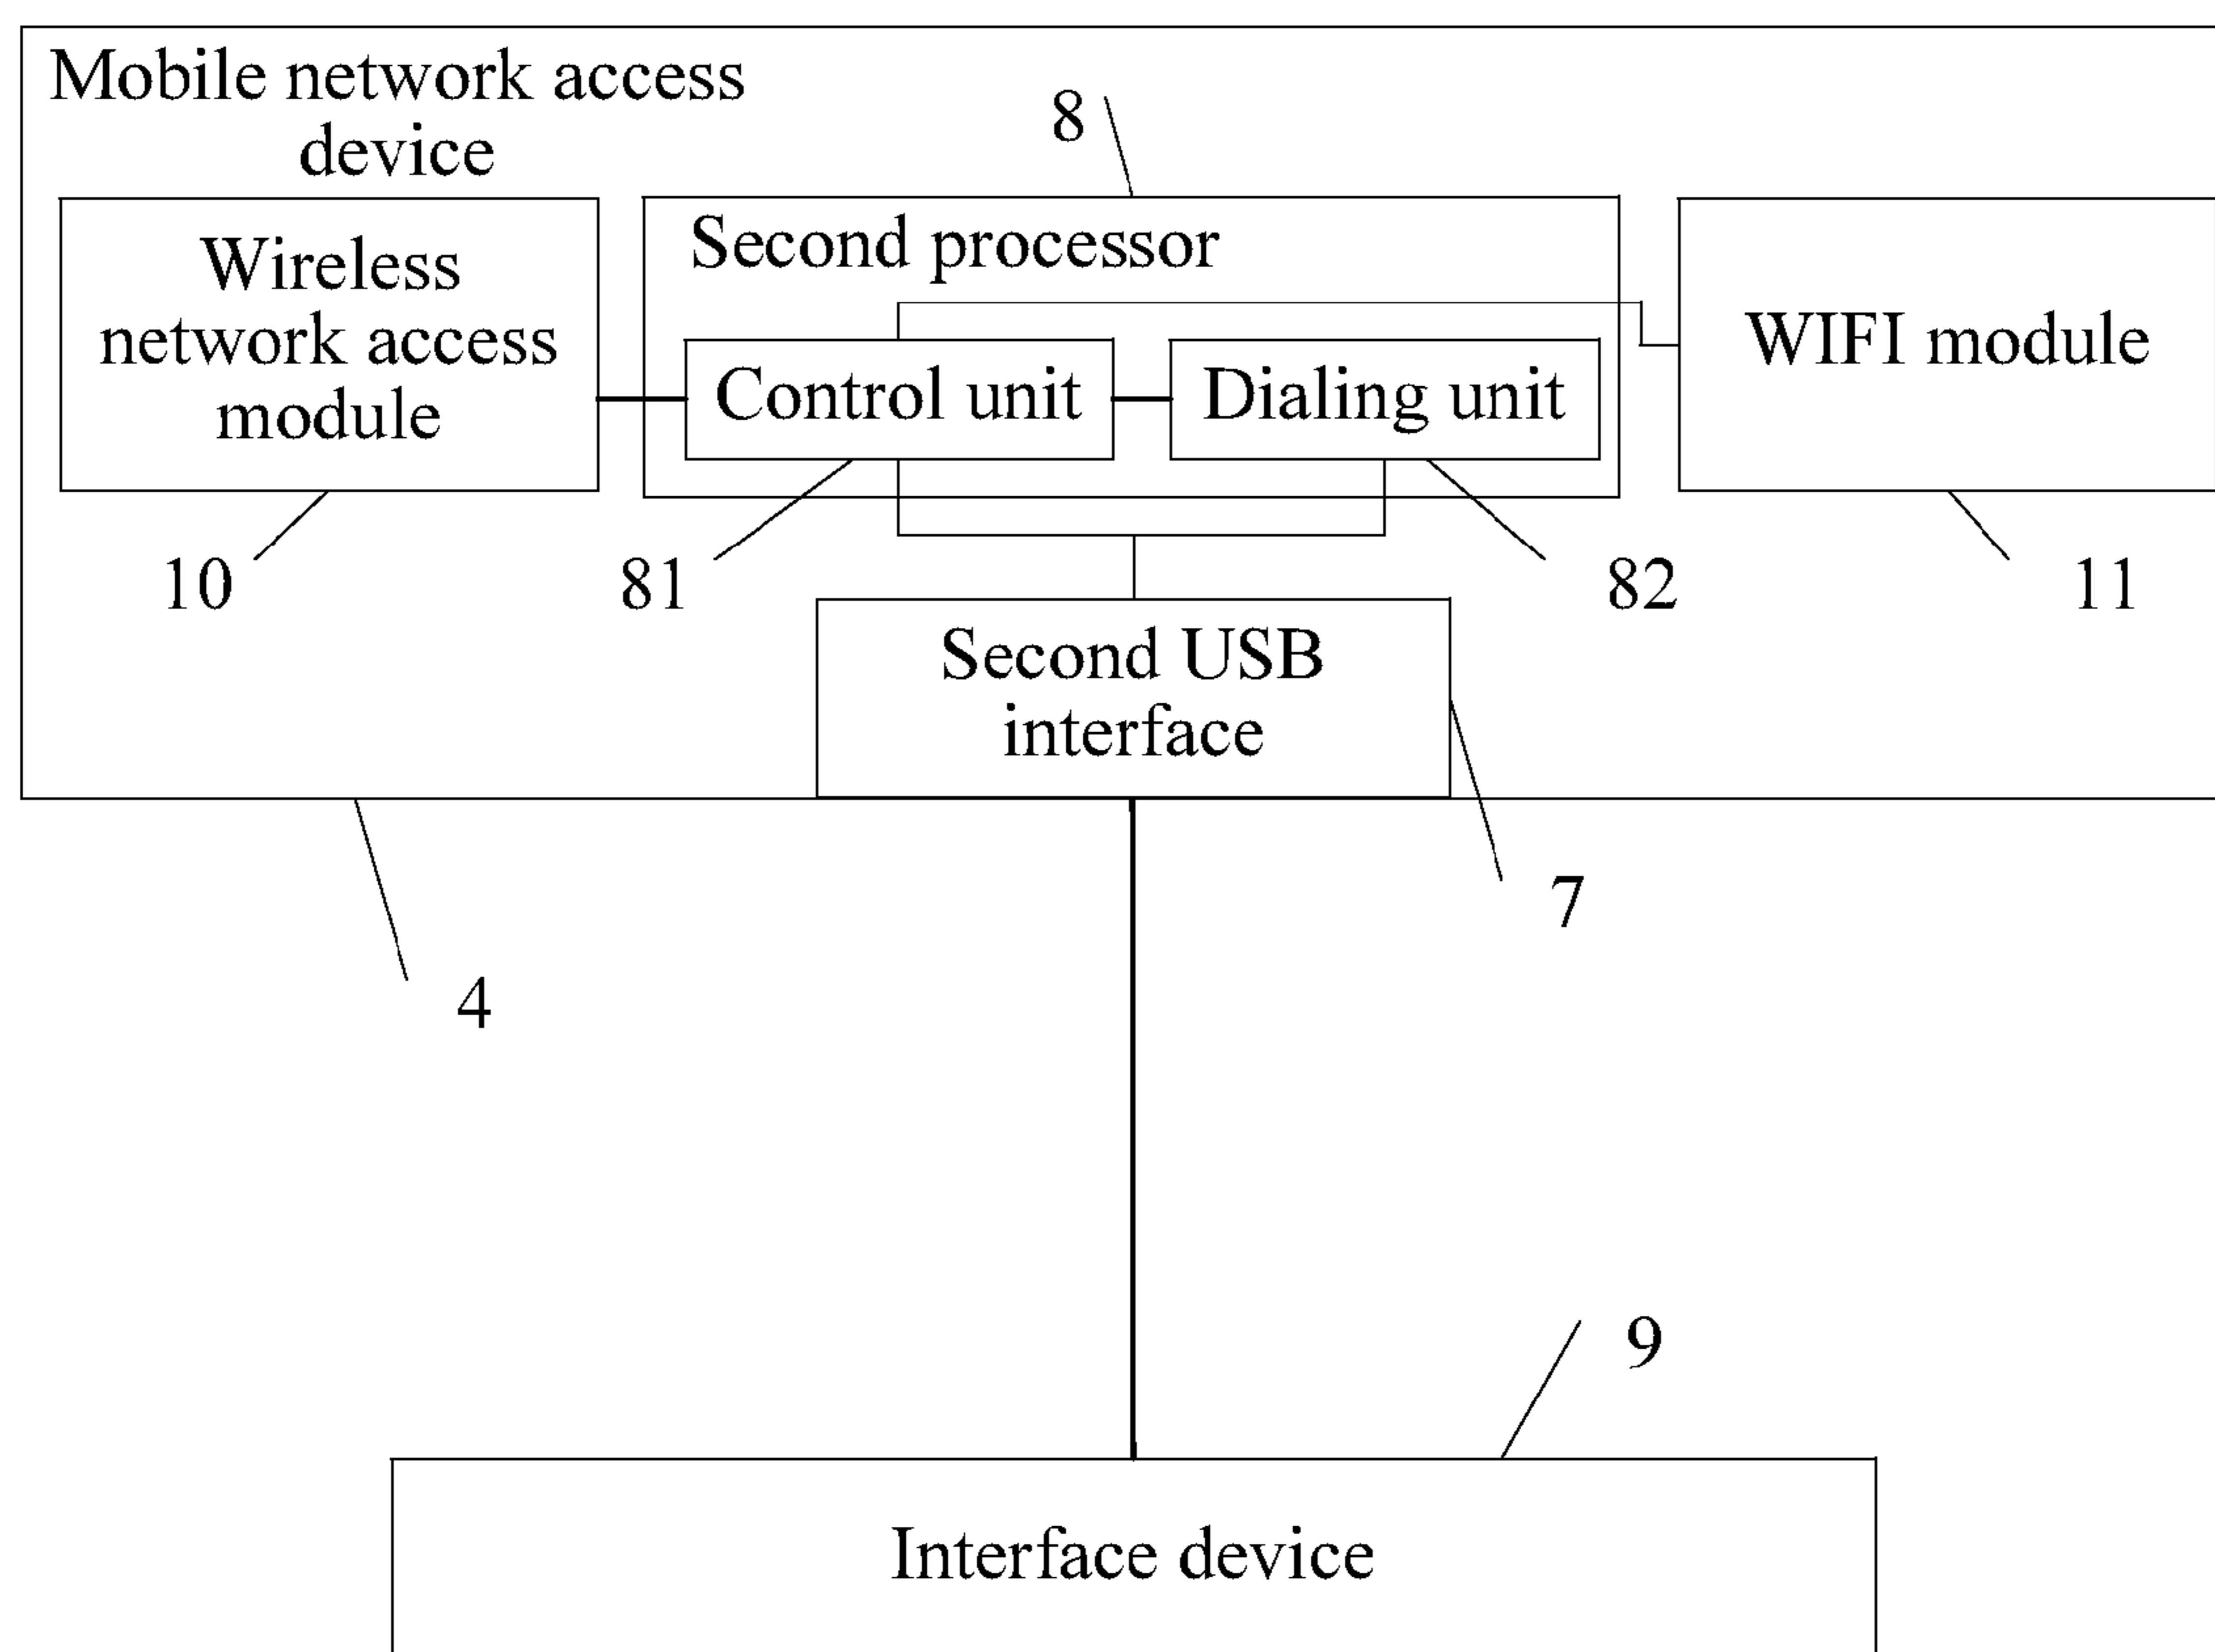 Mobile network access
device
8
Second processor
Wireless
network access
module
WIFI module
Control unit
Dialing unit
10
81
82
11
Second USB
interface
7
4
9
Interface device